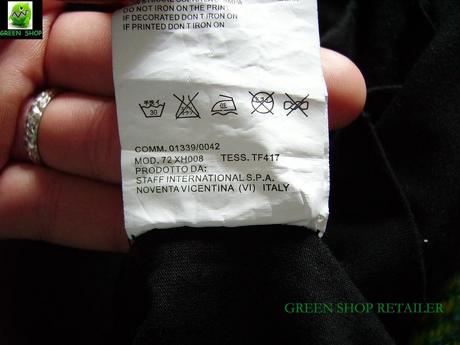 GREEN SHOP
DO NOT IRON ON THE PRINT
IF DECORATED DON T IRON ON
IF PRINTED DON T IRON ON
30
COMM. 01339/0042
MOD. 72 XH008 TESS. TF417
PRODOTTO DA:
STAFF INTERNATIONAL S.P.A.
NOVENTA VICENTINA (VI) ITALY
GREEN SHOP RETAILER